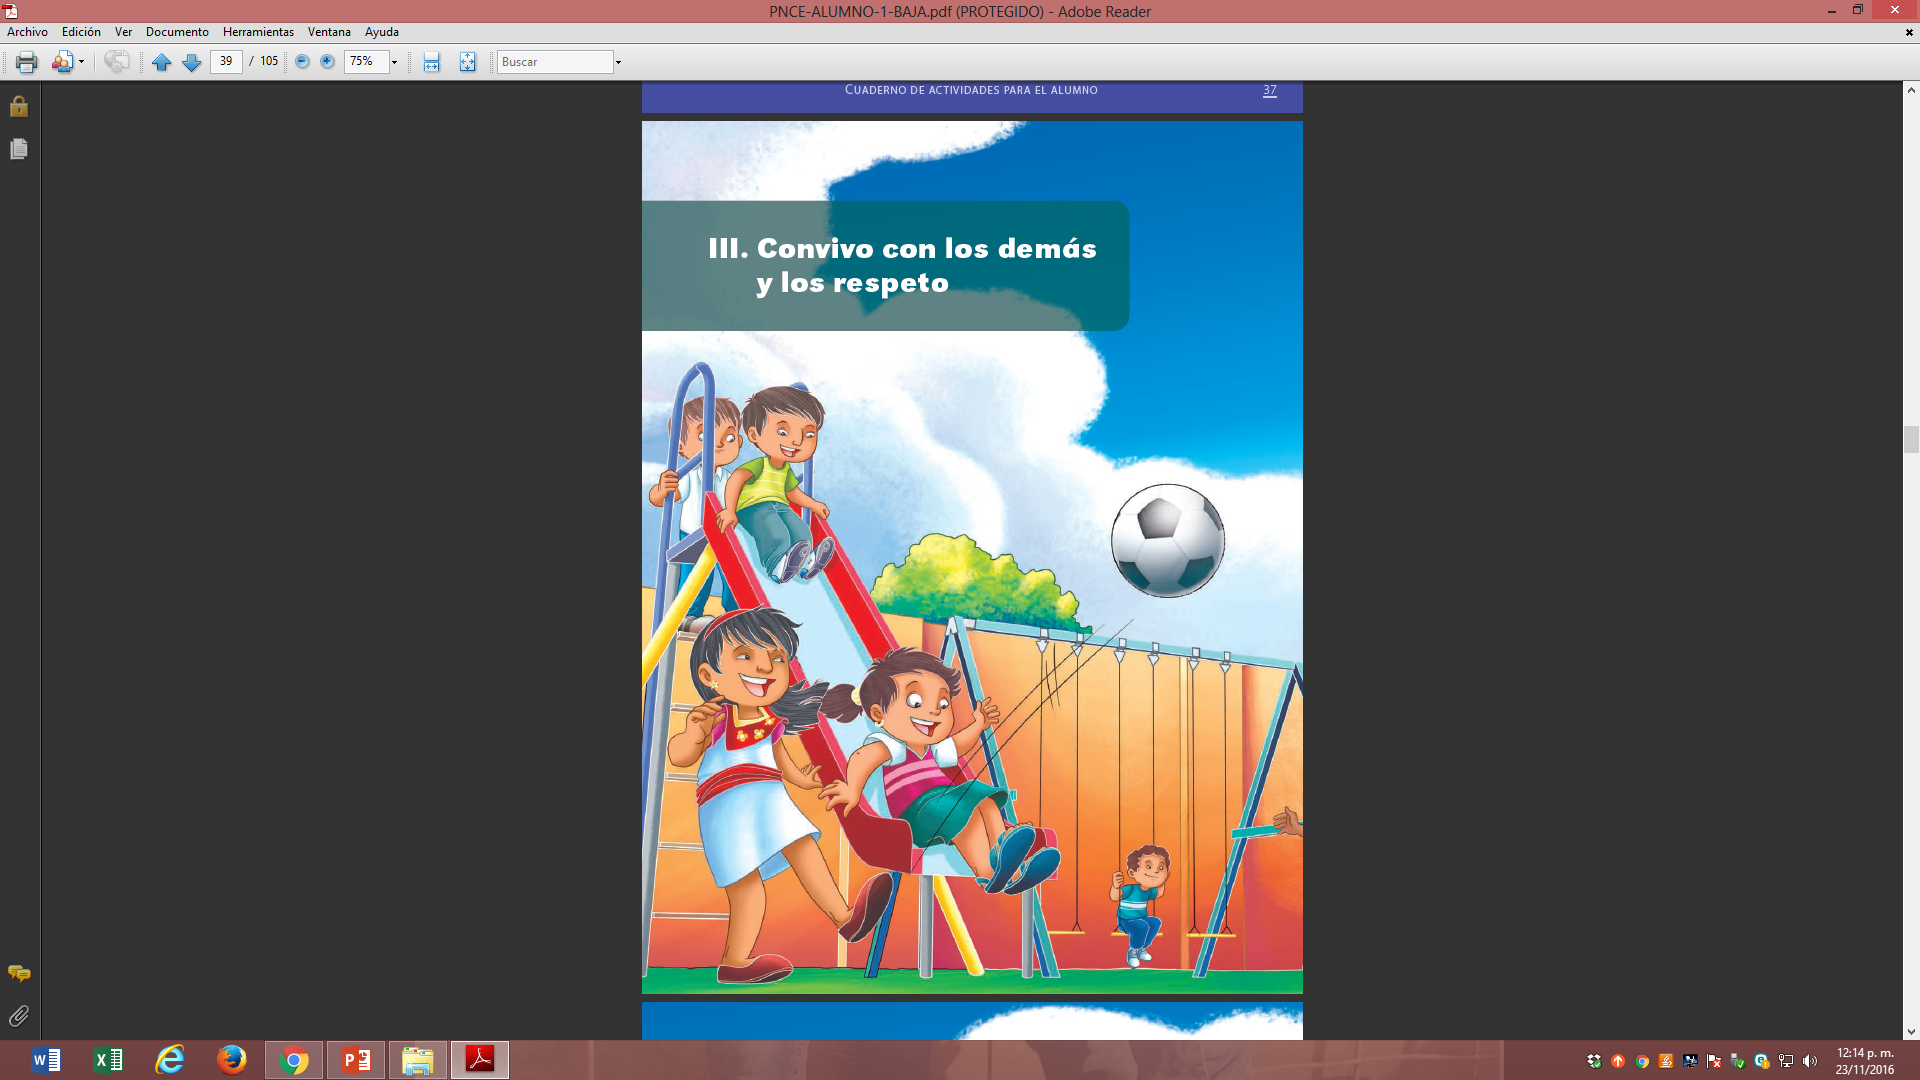 PNCE-ALUMNO-1-BAJA.pdf (PROTEGIDO) - Adobe Reader
Archivo Edición Ver Documento Herramientas Ventana Ayuda
39 / 105 75% Buscar
CUADERNO DE ACTIVIDADES PARA EL ALUMNO 37
III. Convivo con los demás
y los respeto
12:14 p. m.
23/11/2016